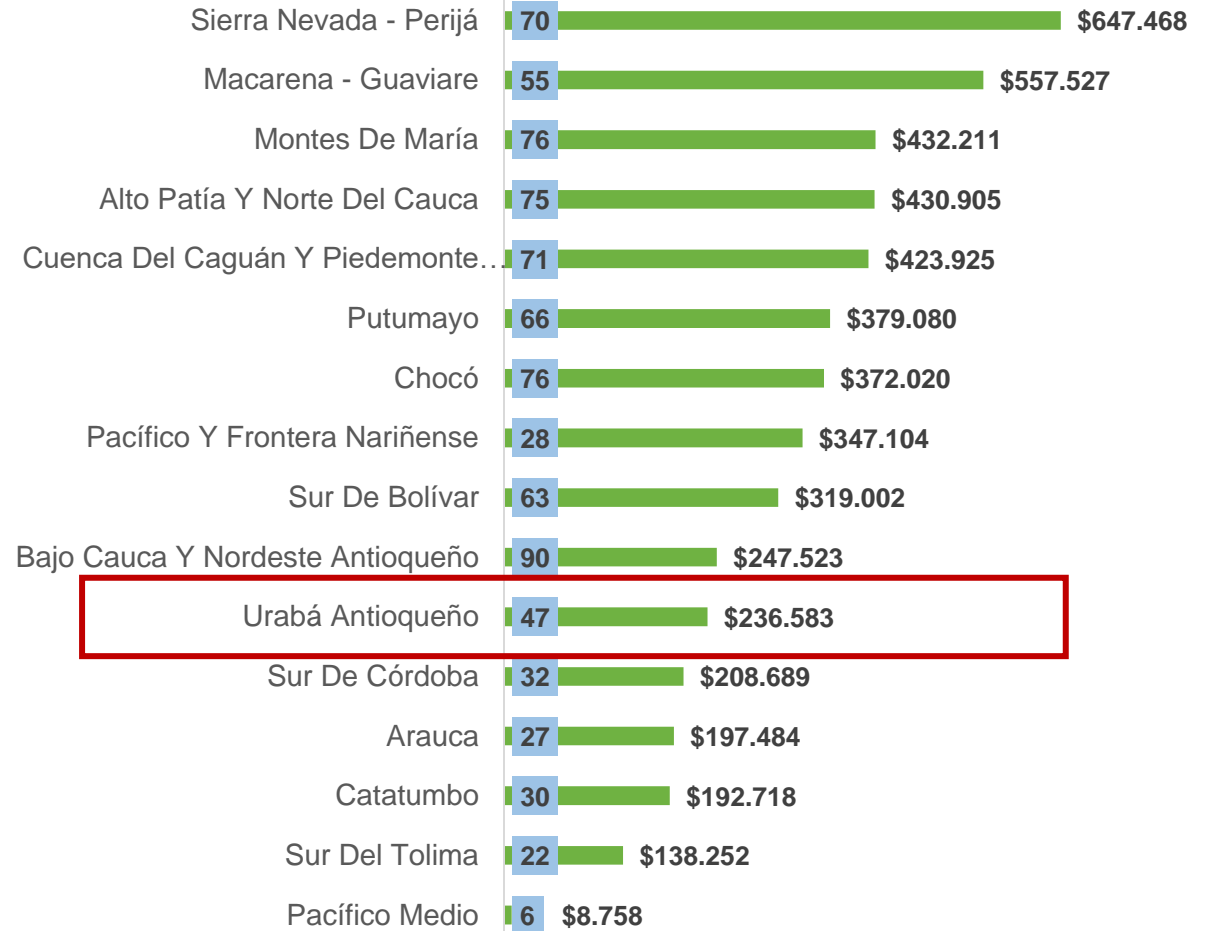 Sierra Nevada - Perijá 70 $647.468
Macarena - Guaviare 55 $557.527
Montes De María 76 $432.211
Alto Patía Y Norte Del Cauca 75 $430.905
Cuenca Del Caguán Y Piedemonte… 71 $423.925
Putumayo 66 $379.080
Chocó 76 $372.020
Pacífico Y Frontera Nariñense 28 $347.104
Sur De Bolívar 63 $319.002
Bajo Cauca Y Nordeste Antioqueño 90 $247.523
Urabá Antioqueño 47 $236.583
Sur De Córdoba 32 $208.689
Arauca 27 $197.484
Catatumbo 30 $192.718
Sur Del Tolima 22 $138.252
Pacífico Medio 6 $8.758